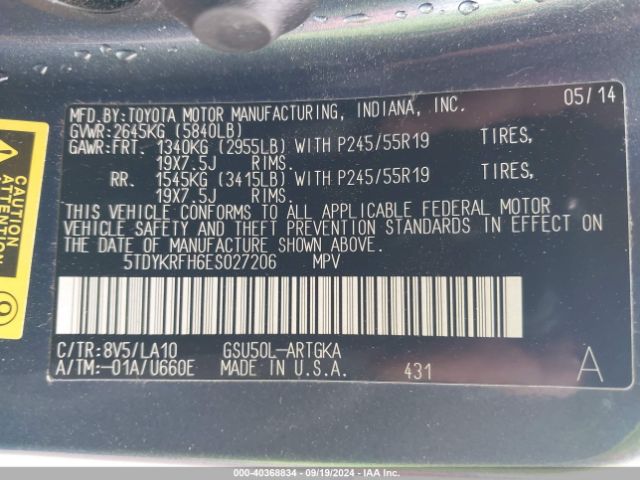 MFD.BY:TOYOTA MOTOR MANUFACTURING, INDIANA, INC. 05/14
GVWR:2645KG (5840LB)
GAWR:FRT. 1340KG (2955LB) WITH P245/55R19 TIRES,
19X7.5J RIMS.
RR. 1545KG (3415LB) WITH P245/55R19 TIRES,
19X7.5J RIMS.
THIS VEHICLE CONFORMS TO ALL APPLICABLE FEDERAL MOTOR
VEHICLE SAFETY AND THEFT PREVENTION STANDARDS IN EFFECT ON
THE DATE OF MANUFACTURE SHOWN ABOVE.
5TDYKRFH6ES027206 MPV
C/TR:8V5/LA10 GSU50L-ARTGKA
A/TM:-01A/U660E MADE IN U.S.A. 431 A
CAUTION
ATTENTION
000-40368834 - 09/19/2024 - IAA Inc.